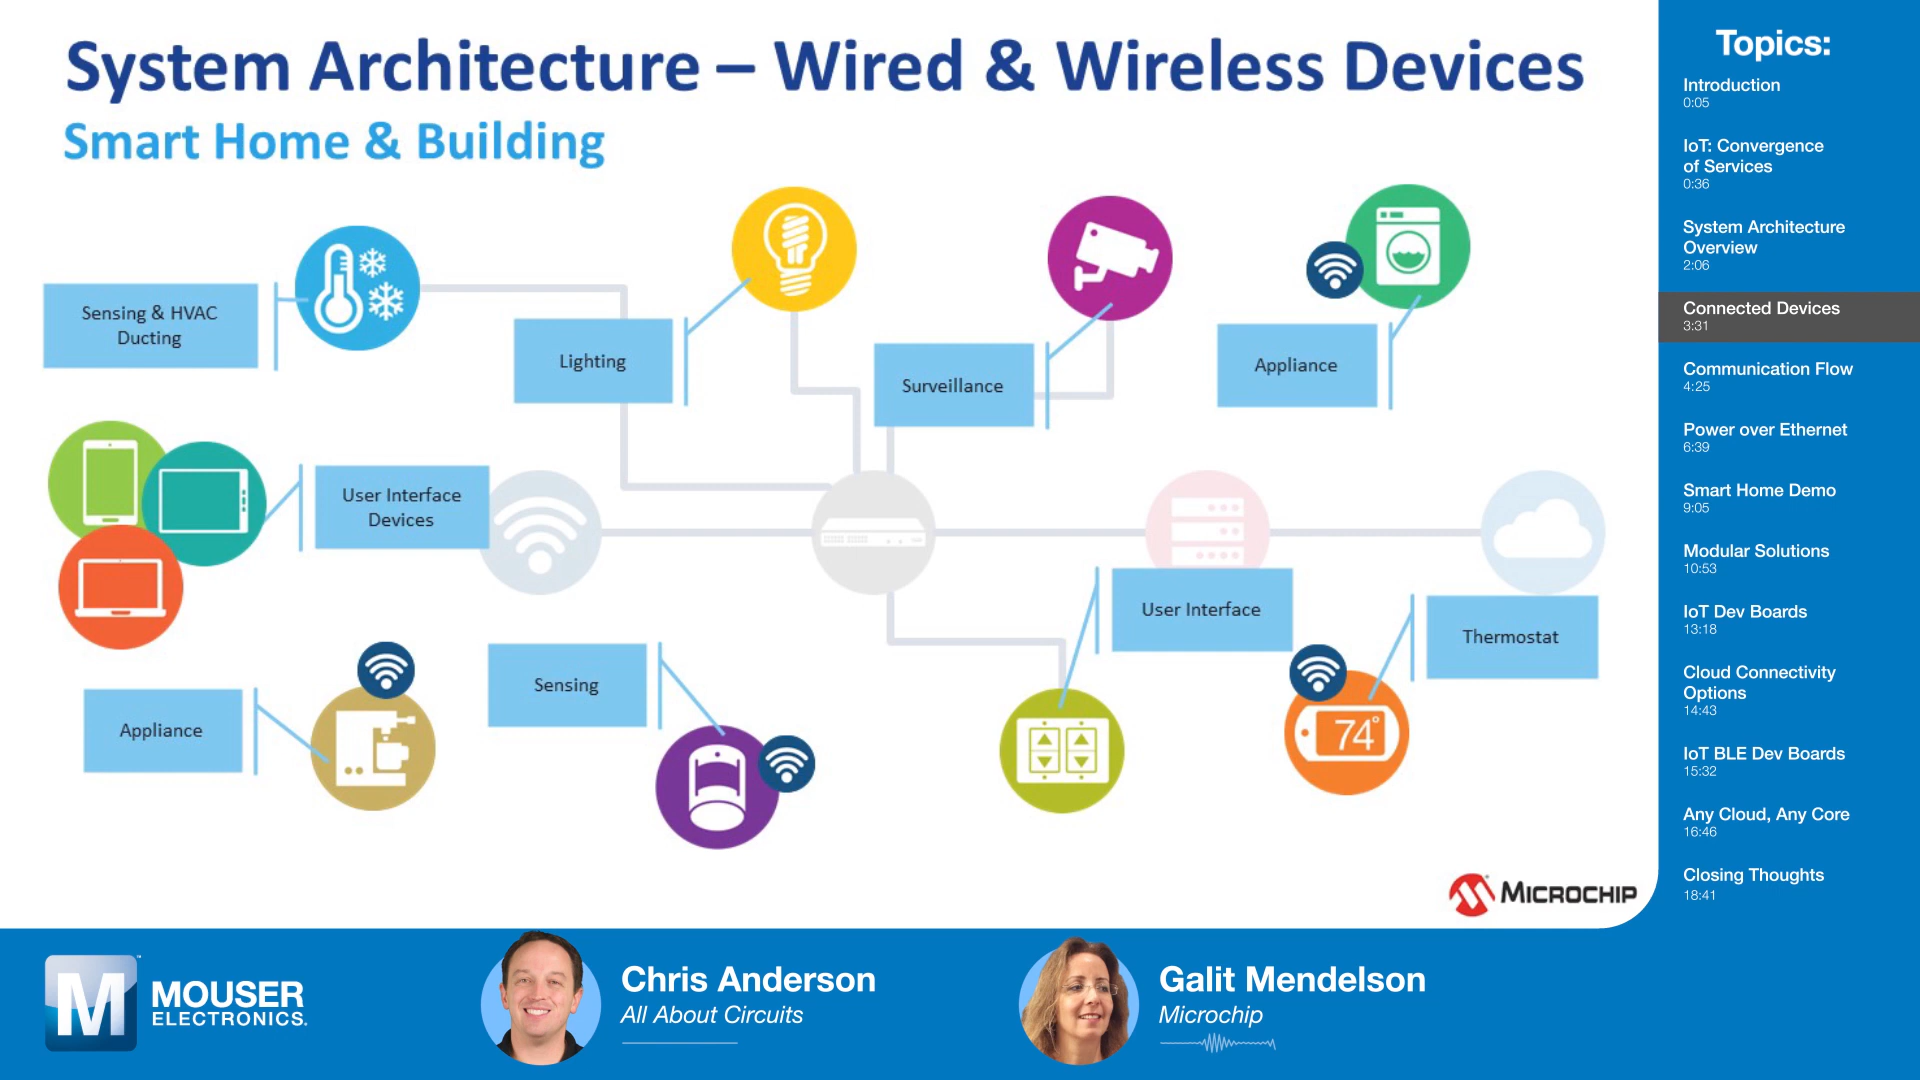 System Architecture – Wired & Wireless Devices
Smart Home & Building
Sensing & HVAC
Ducting
Lighting
Surveillance
Appliance
User Interface
Devices
User Interface
Thermostat
Sensing
Appliance
74°
MICROCHIP
Topics:
Introduction
0:05
IoT: Convergence
of Services
0:36
System Architecture
Overview
2:06
Connected Devices
3:31
Communication Flow
4:25
Power over Ethernet
6:39
Smart Home Demo
9:05
Modular Solutions
10:53
IoT Dev Boards
13:18
Cloud Connectivity
Options
14:43
IoT BLE Dev Boards
15:32
Any Cloud, Any Core
16:46
Closing Thoughts
18:41
M
MOUSER
ELECTRONICS.
Chris Anderson
All About Circuits
Galit Mendelson
Microchip